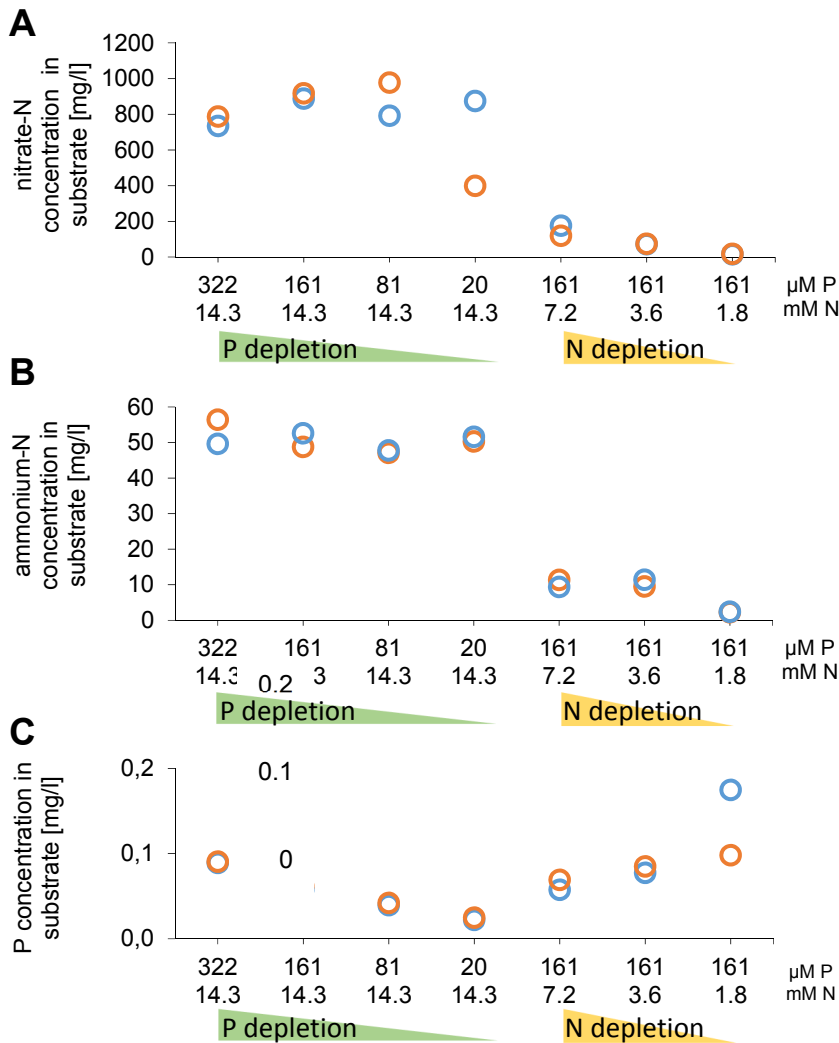 A
nitrate-N
concentration in
substrate [mg/l]
1200
1000
800
600
400
200
0
322 161 81 20 161 161 161 µM P
14.3 14.3 14.3 14.3 7.2 3.6 1.8 mM N
P depletion N depletion
B
ammonium-N
concentration in
substrate [mg/l]
60
50
40
30
20
10
0
322 161 81 20 161 161 161 µM P
14.3 3 14.3 14.3 7.2 3.6 1.8 mM N
0.2
P depletion N depletion
C
P concentration in
substrate [mg/l]
0,2
0.1
0,1
0
0,0
322 161 81 20 161 161 161 µM P
14.3 14.3 14.3 14.3 7.2 3.6 1.8 mM N
P depletion N depletion